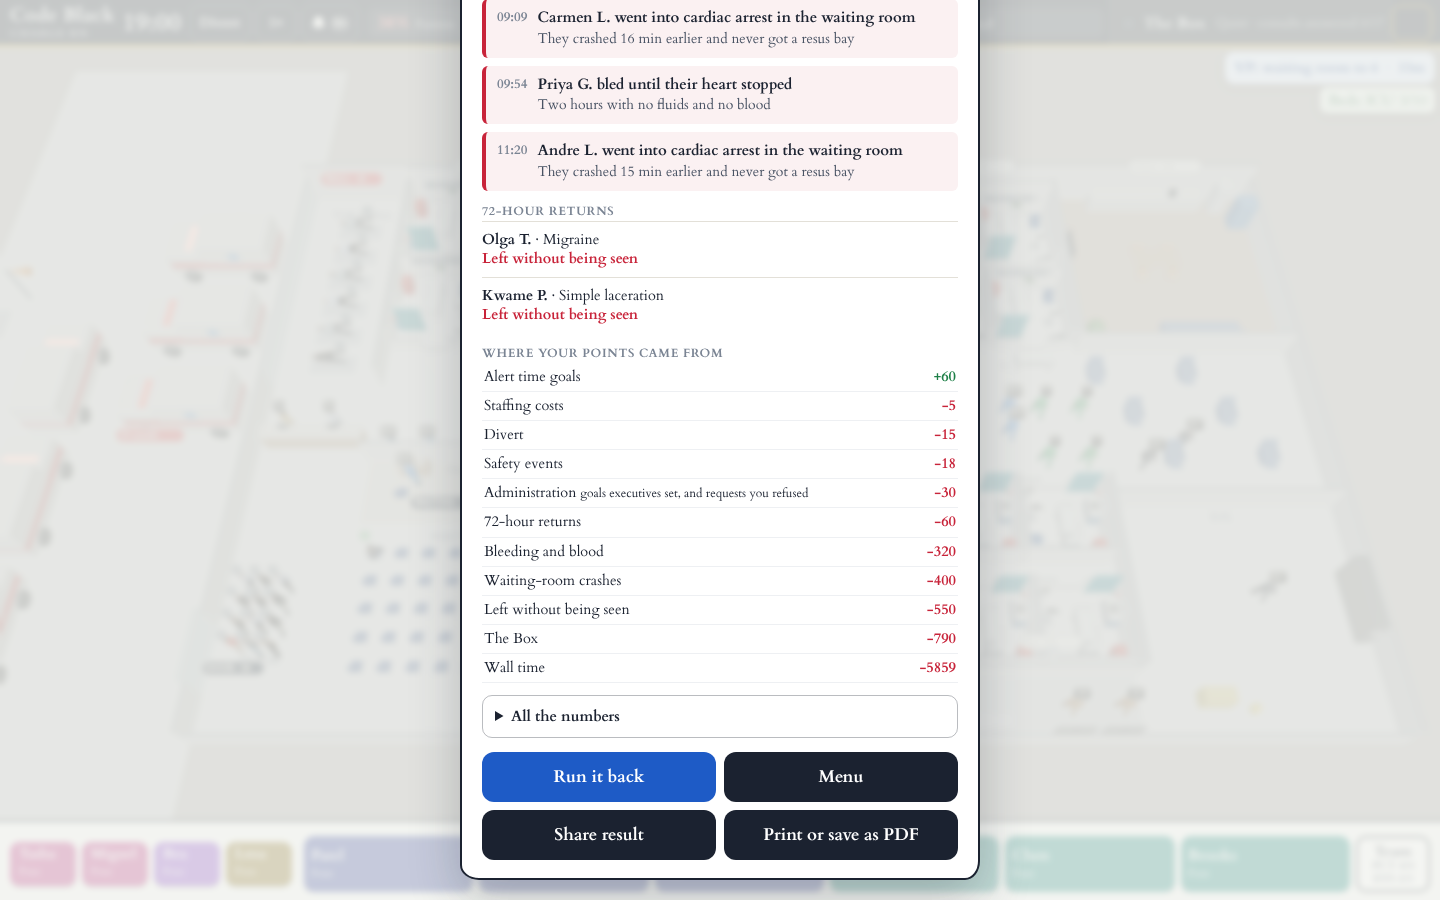 Code Black
19:00
The Box
09:09 Carmen L. went into cardiac arrest in the waiting room
They crashed 16 min earlier and never got a resus bay
09:54 Priya G. bled until their heart stopped
Two hours with no fluids and no blood
11:20 Andre L. went into cardiac arrest in the waiting room
They crashed 15 min earlier and never got a resus bay
72-HOUR RETURNS
Olga T. · Migraine
Left without being seen
Kwame P. · Simple laceration
Left without being seen
WHERE YOUR POINTS CAME FROM
Alert time goals +60
Staffing costs -5
Divert -15
Safety events -18
Administration goals executives set, and requests you refused -30
72-hour returns -60
Bleeding and blood -320
Waiting-room crashes -400
Left without being seen -550
The Box -790
Wall time -5859
▶ All the numbers
Run it back
Menu
Share result
Print or save as PDF